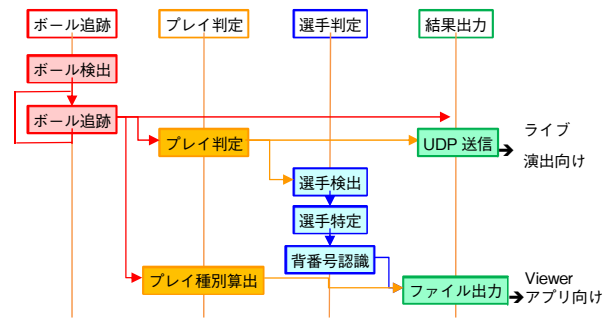 ボール追跡
プレイ判定
選手判定
結果出力
ボール検出
ボール追跡
プレイ判定
UDP 送信
ライブ
演出向け
選手検出
選手特定
背番号認識
プレイ種別算出
ファイル出力
Viewer
アプリ向け